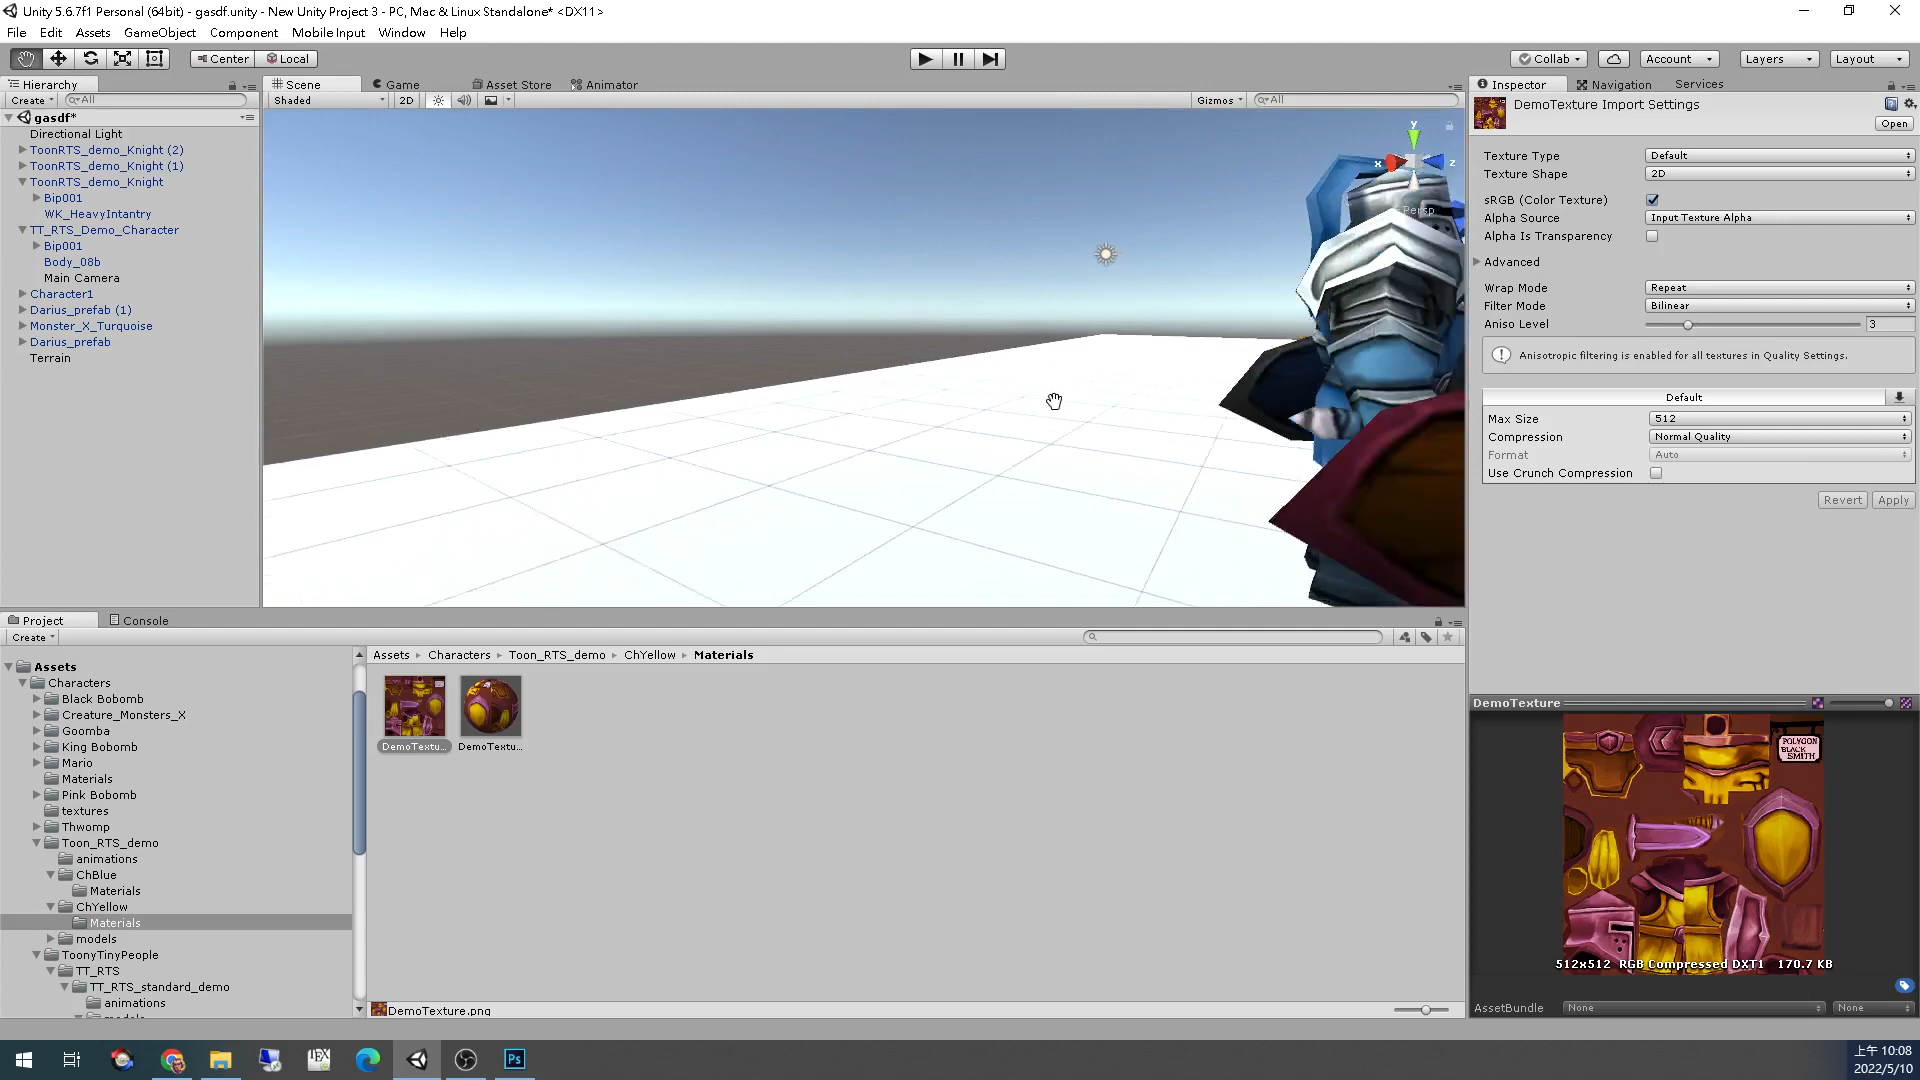 Unity 5.6.7f1 Personal (64bit) - gasdf.unity - New Unity Project 3 - PC, Mac & Linux Standalone* <DX11>
File Edit Assets GameObject Component Mobile Input Window Help
Center Local
Collab Account Layers Layout
Hierarchy
Create All
gasdf*
Directional Light
ToonRTS_demo_Knight (2)
ToonRTS_demo_Knight (1)
ToonRTS_demo_Knight
Bip001
WK_HeavyIntantry
TT_RTS_Demo_Character
Bip001
Body_08b
Main Camera
Character1
Darius_prefab (1)
Monster_X_Turquoise
Darius_prefab
Terrain
Scene Game Asset Store Animator
Shaded 2D Gizmos All
y
x z
Persp
Inspector Navigation Services
DemoTexture Import Settings
Open
Texture Type Default
Texture Shape 2D
sRGB (Color Texture)
Alpha Source Input Texture Alpha
Alpha Is Transparency
Advanced
Wrap Mode Repeat
Filter Mode Bilinear
Aniso Level 3
Anisotropic filtering is enabled for all textures in Quality Settings.
Default
Max Size 512
Compression Normal Quality
Format Auto
Use Crunch Compression
Revert Apply
Project Console
Create
Assets
Characters
Black Bobomb
Creature_Monsters_X
Goomba
King Bobomb
Mario
Materials
Pink Bobomb
textures
Thwomp
Toon_RTS_demo
animations
ChBlue
Materials
ChYellow
Materials
models
ToonyTinyPeople
TT_RTS
TT_RTS_standard_demo
animations
Assets Characters Toon_RTS_demo ChYellow Materials
DemoTextu... DemoTextu...
DemoTexture.png
DemoTexture
POLYGON
BLACK
SMITH
512x512 RGB Compressed DXT1 170.7 KB
AssetBundle None None
TEX
Ps
上午 10:08
2022/5/10